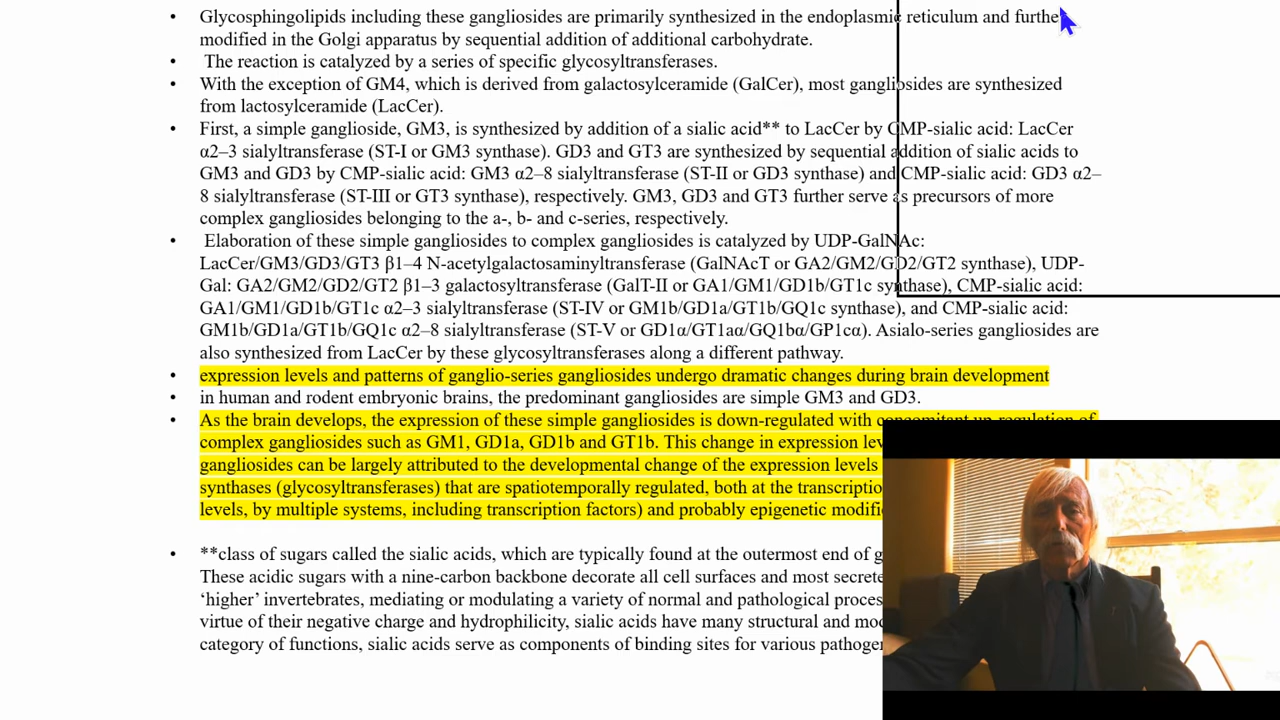 • Glycosphingolipids including these gangliosides are primarily synthesized in the endoplasmic reticulum and further
modified in the Golgi apparatus by sequential addition of additional carbohydrate.
• The reaction is catalyzed by a series of specific glycosyltransferases.
• With the exception of GM4, which is derived from galactosylceramide (GalCer), most gangliosides are synthesized
from lactosylceramide (LacCer).
• First, a simple ganglioside, GM3, is synthesized by addition of a sialic acid** to LacCer by CMP-sialic acid: LacCer
α2–3 sialyltransferase (ST-I or GM3 synthase). GD3 and GT3 are synthesized by sequential addition of sialic acids to
GM3 and GD3 by CMP-sialic acid: GM3 α2–8 sialyltransferase (ST-II or GD3 synthase) and CMP-sialic acid: GD3 α2–
8 sialyltransferase (ST-III or GT3 synthase), respectively. GM3, GD3 and GT3 further serve as precursors of more
complex gangliosides belonging to the a-, b- and c-series, respectively.
• Elaboration of these simple gangliosides to complex gangliosides is catalyzed by UDP-GalNAc:
LacCer/GM3/GD3/GT3 β1–4 N-acetylgalactosaminyltransferase (GalNAcT or GA2/GM2/GD2/GT2 synthase), UDP-
Gal: GA2/GM2/GD2/GT2 β1–3 galactosyltransferase (GalT-II or GA1/GM1/GD1b/GT1c synthase), CMP-sialic acid:
GA1/GM1/GD1b/GT1c α2–3 sialyltransferase (ST-IV or GM1b/GD1a/GT1b/GQ1c synthase), and CMP-sialic acid:
GM1b/GD1a/GT1b/GQ1c α2–8 sialyltransferase (ST-V or GD1α/GT1aα/GQ1bα/GP1cα). Asialo-series gangliosides are
also synthesized from LacCer by these glycosyltransferases along a different pathway.
• expression levels and patterns of ganglio-series gangliosides undergo dramatic changes during brain development
• in human and rodent embryonic brains, the predominant gangliosides are simple GM3 and GD3.
• As the brain develops, the expression of these simple gangliosides is down-regulated with concomitant up-regulation of
complex gangliosides such as GM1, GD1a, GD1b and GT1b. This change in expression
gangliosides can be largely attributed to the developmental change of the expression levels
synthases (glycosyltransferases) that are spatiotemporally regulated, both at the
levels, by multiple systems, including transcription factors) and probably epigenetic
• **class of sugars called the sialic acids, which are typically found at the outermost end of
These acidic sugars with a nine-carbon backbone decorate all cell surfaces and most
‘higher’ invertebrates, mediating or modulating a variety of normal and pathological
virtue of their negative charge and hydrophilicity, sialic acids have many structural and
category of functions, sialic acids serve as components of binding sites for various